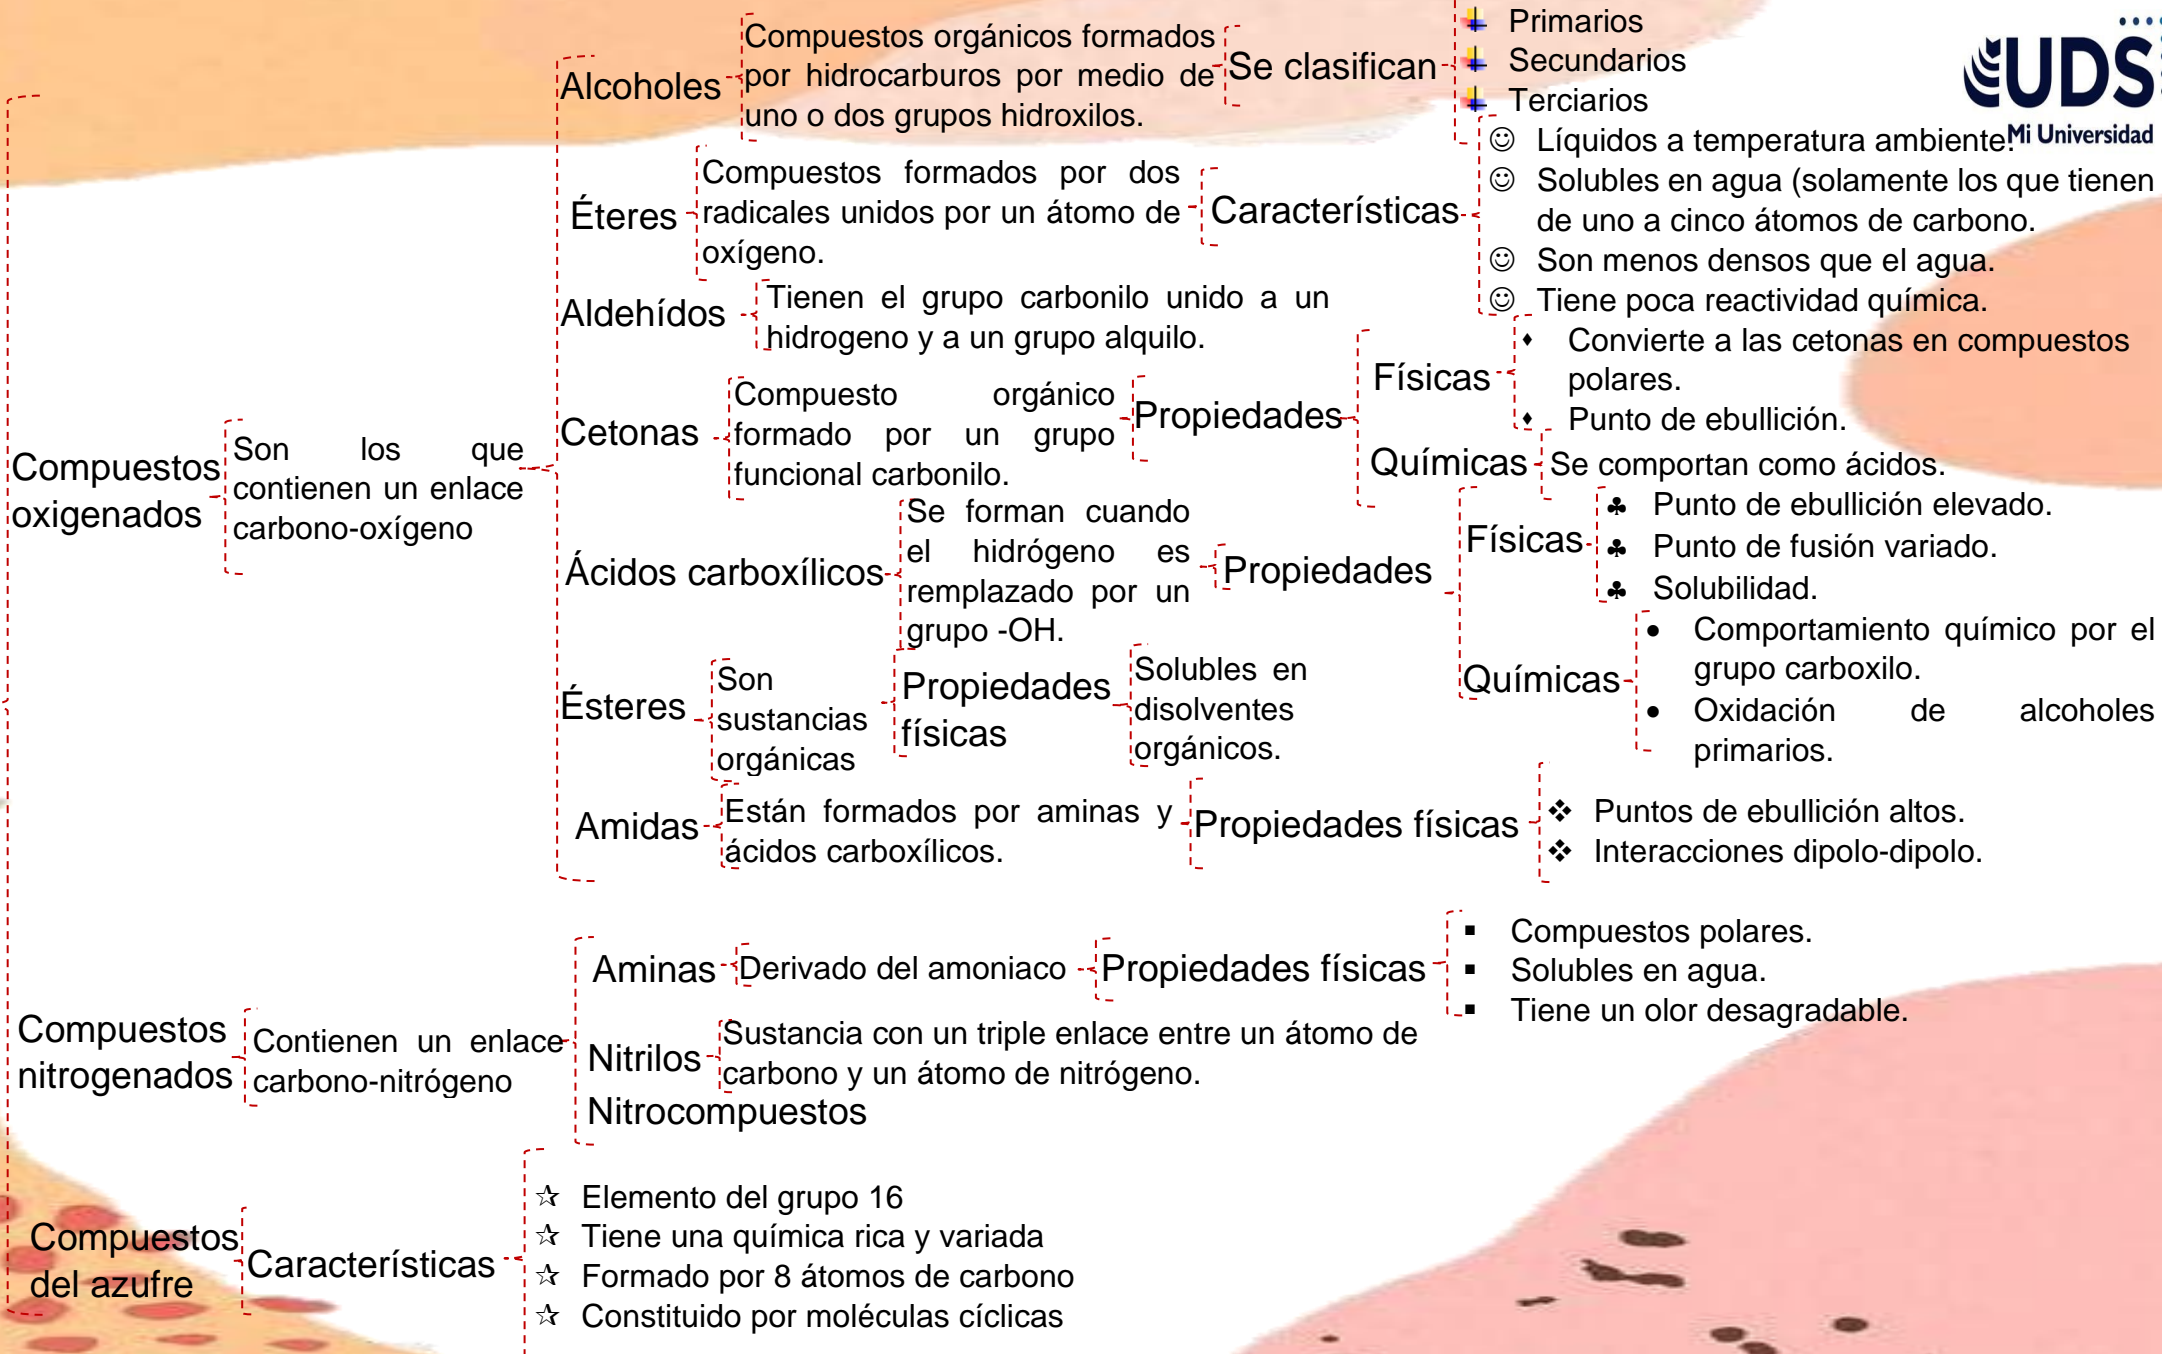 Primarios
Secundarios
Terciarios
UDS
Mi Universidad
Compuestos
oxigenados
Son los que
contienen un enlace
carbono-oxígeno
Alcoholes
Compuestos orgánicos formados
por hidrocarburos por medio de
uno o dos grupos hidroxilos.
Se clasifican
Éteres
Compuestos formados por dos
radicales unidos por un átomo de
oxígeno.
Características
Líquidos a temperatura ambiente.
Solubles en agua (solamente los que tienen
de uno a cinco átomos de carbono.
Son menos densos que el agua.
Tiene poca reactividad química.
Aldehídos
Tienen el grupo carbonilo unido a un
hidrogeno y a un grupo alquilo.
Cetonas
Compuesto orgánico
formado por un grupo
funcional carbonilo.
Propiedades
Físicas
Convierte a las cetonas en compuestos
polares.
Punto de ebullición.
Químicas
Se comportan como ácidos.
Ácidos carboxílicos
Se forman cuando
el hidrógeno es
remplazado por un
grupo -OH.
Propiedades
Físicas
Punto de ebullición elevado.
Punto de fusión variado.
Solubilidad.
Químicas
Comportamiento químico por el
grupo carboxilo.
Oxidación de alcoholes
primarios.
Ésteres
Son
sustancias
orgánicas
Propiedades
físicas
Solubles en
disolventes
orgánicos.
Amidas
Están formados por aminas y
ácidos carboxílicos.
Propiedades físicas
Puntos de ebullición altos.
Interacciones dipolo-dipolo.
Compuestos
nitrogenados
Contienen un enlace
carbono-nitrógeno
Aminas
Derivado del amoniaco
Propiedades físicas
Compuestos polares.
Solubles en agua.
Tiene un olor desagradable.
Nitrilos
Sustancia con un triple enlace entre un átomo de
carbono y un átomo de nitrógeno.
Nitrocompuestos
Compuestos
del azufre
Características
Elemento del grupo 16
Tiene una química rica y variada
Formado por 8 átomos de carbono
Constituido por moléculas cíclicas